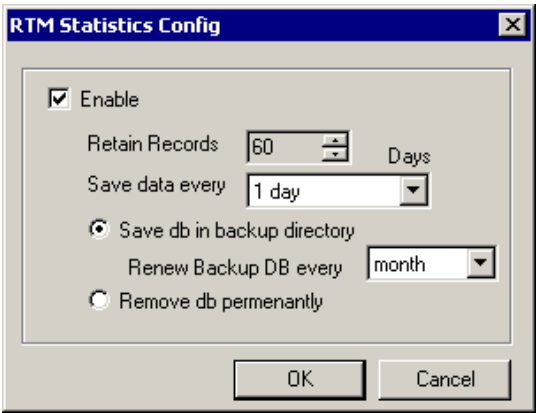 RTM Statistics Config
Enable
Retain Records 60 Days
Save data every 1 day
Save db in backup directory
Renew Backup DB every month
Remove db permenantly
OK Cancel